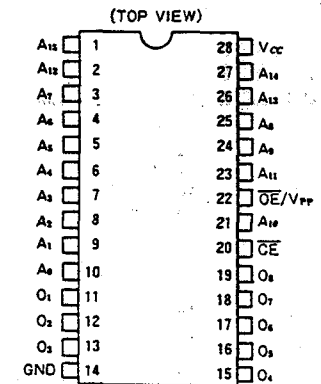 (TOP VIEW)
A₁₅ 1 28 Vcc
A₁₂ 2 27 A₁₄
A₇ 3 26 A₁₃
A₆ 4 25 A₈
A₅ 5 24 A₉
A₄ 6 23 A₁₁
A₃ 7 22 O̅E̅/Vₚₚ
A₂ 8 21 A₁₀
A₁ 9 20 C̅E̅
A₀ 10 19 O₈
O₁ 11 18 O₇
O₂ 12 17 O₆
O₃ 13 16 O₅
GND 14 15 O₄